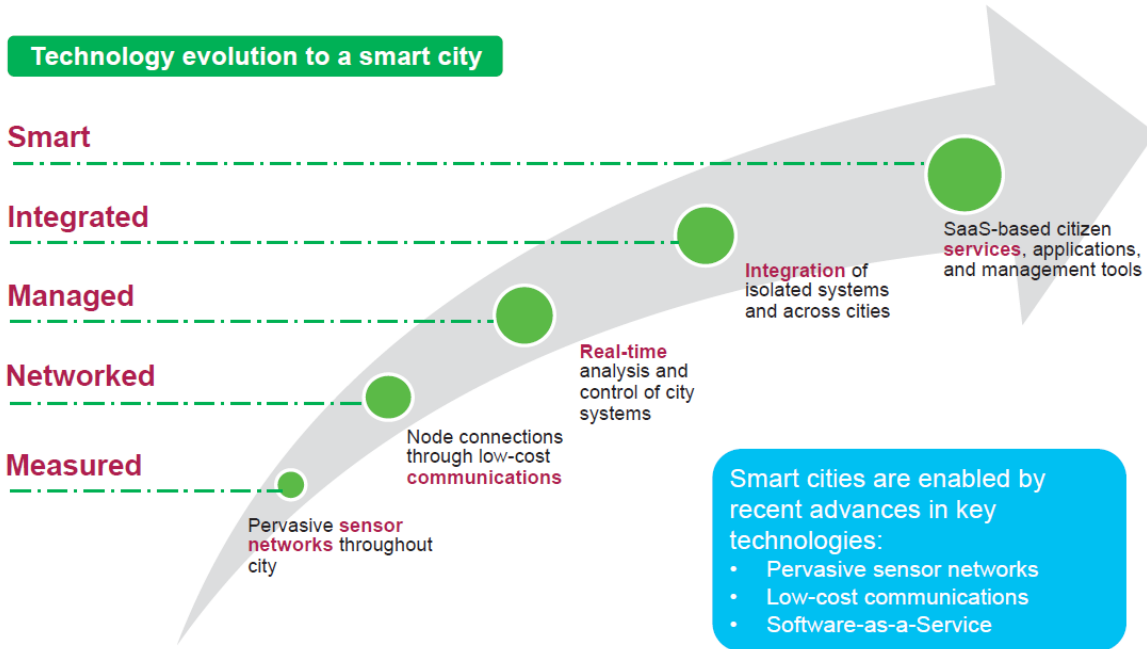 Technology evolution to a smart city
Smart
SaaS-based citizen
services, applications,
and management tools
Integrated
Integration of
isolated systems
and across cities
Managed
Real-time
analysis and
control of city
systems
Networked
Node connections
through low-cost
communications
Measured
Pervasive sensor
networks throughout
city
Smart cities are enabled by
recent advances in key
technologies:
• Pervasive sensor networks
• Low-cost communications
• Software-as-a-Service